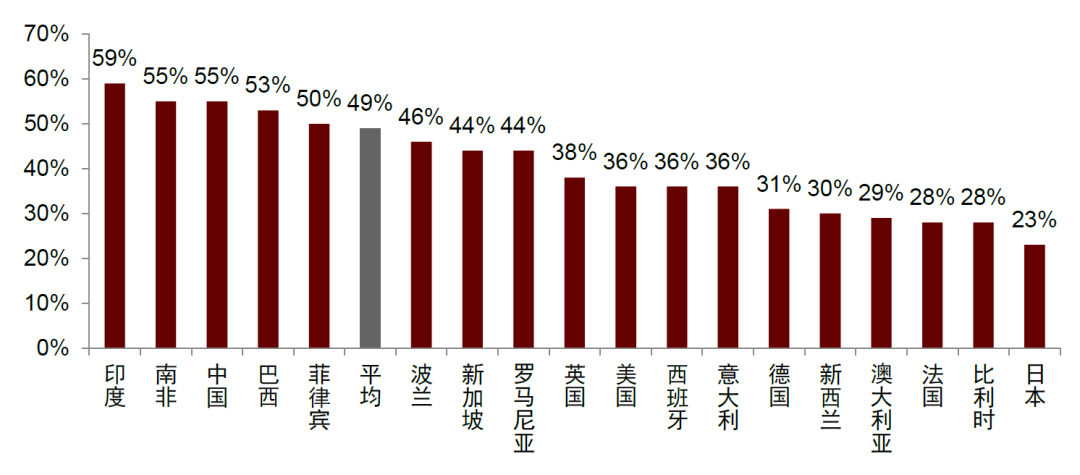 70%
60%
50%
40%
30%
20%
10%
0%
59%
55%
55%
53%
50%
49%
46%
44%
44%
38%
36%
36%
36%
31%
30%
29%
28%
28%
23%
印度
南非
中国
巴西
菲律宾
平均
波兰
新加坡
罗马尼亚
英国
美国
西班牙
意大利
德国
新西兰
澳大利亚
法国
比利时
日本